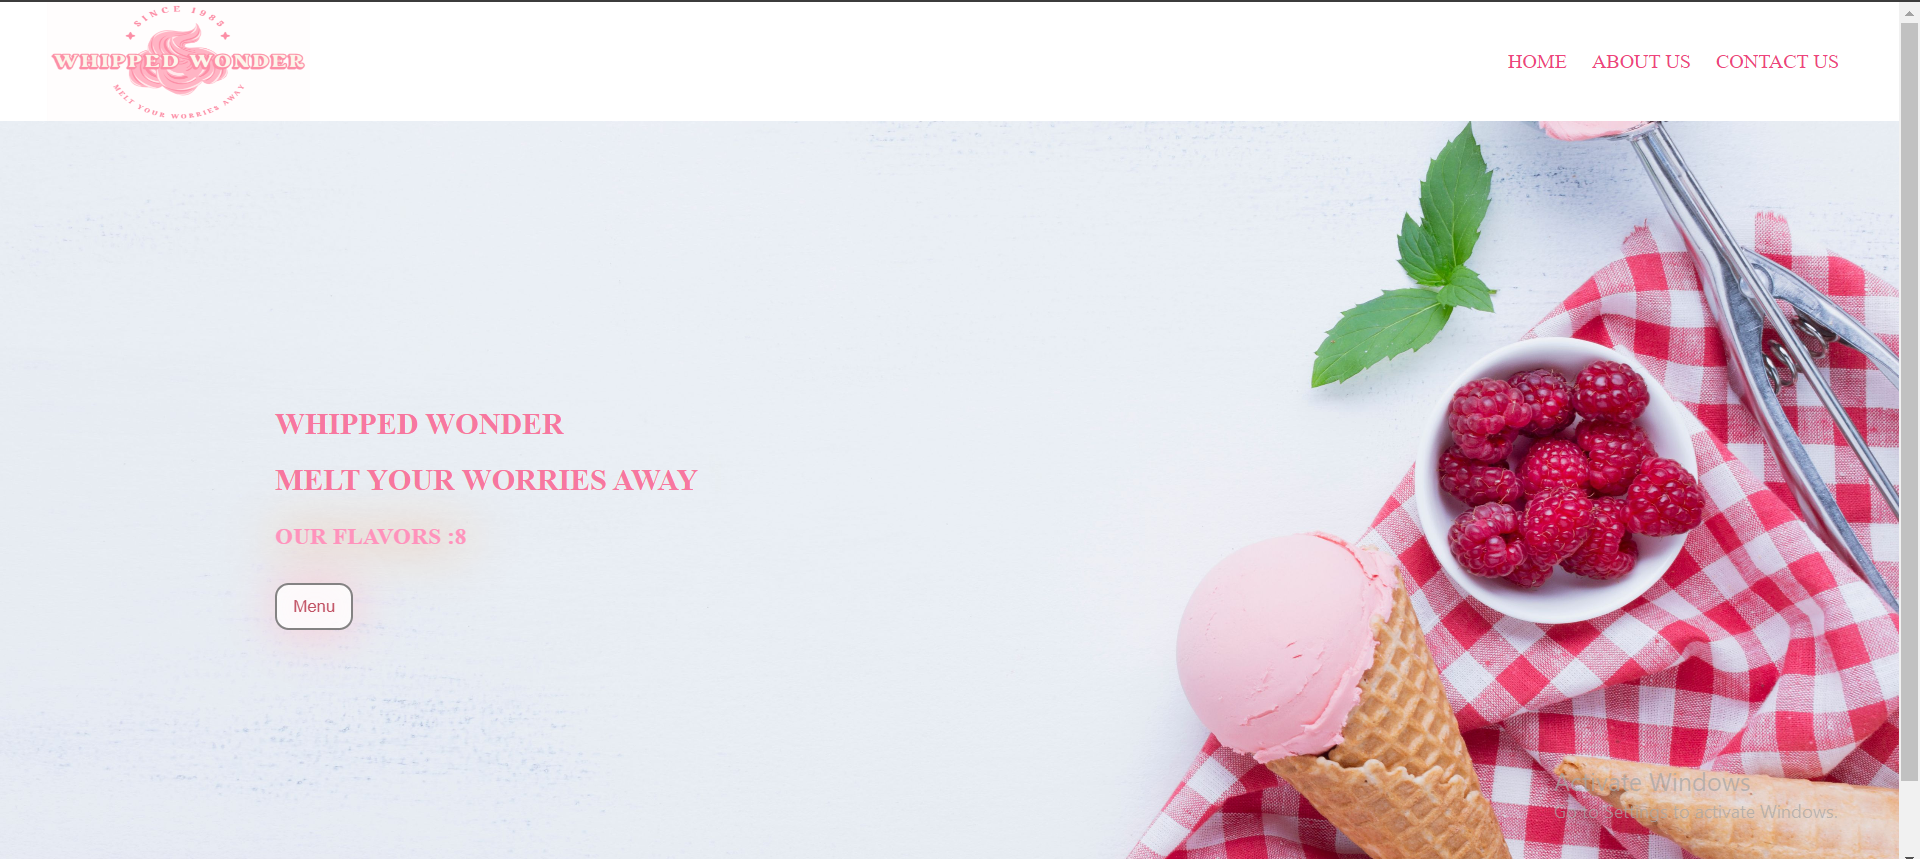 SINCE 1985
WHIPPED WONDER
MELT YOUR WORRIES AWAY
HOME ABOUT US CONTACT US
WHIPPED WONDER
MELT YOUR WORRIES AWAY
OUR FLAVORS :8
Menu
Activate Windows
Go to Settings to activate Windows.